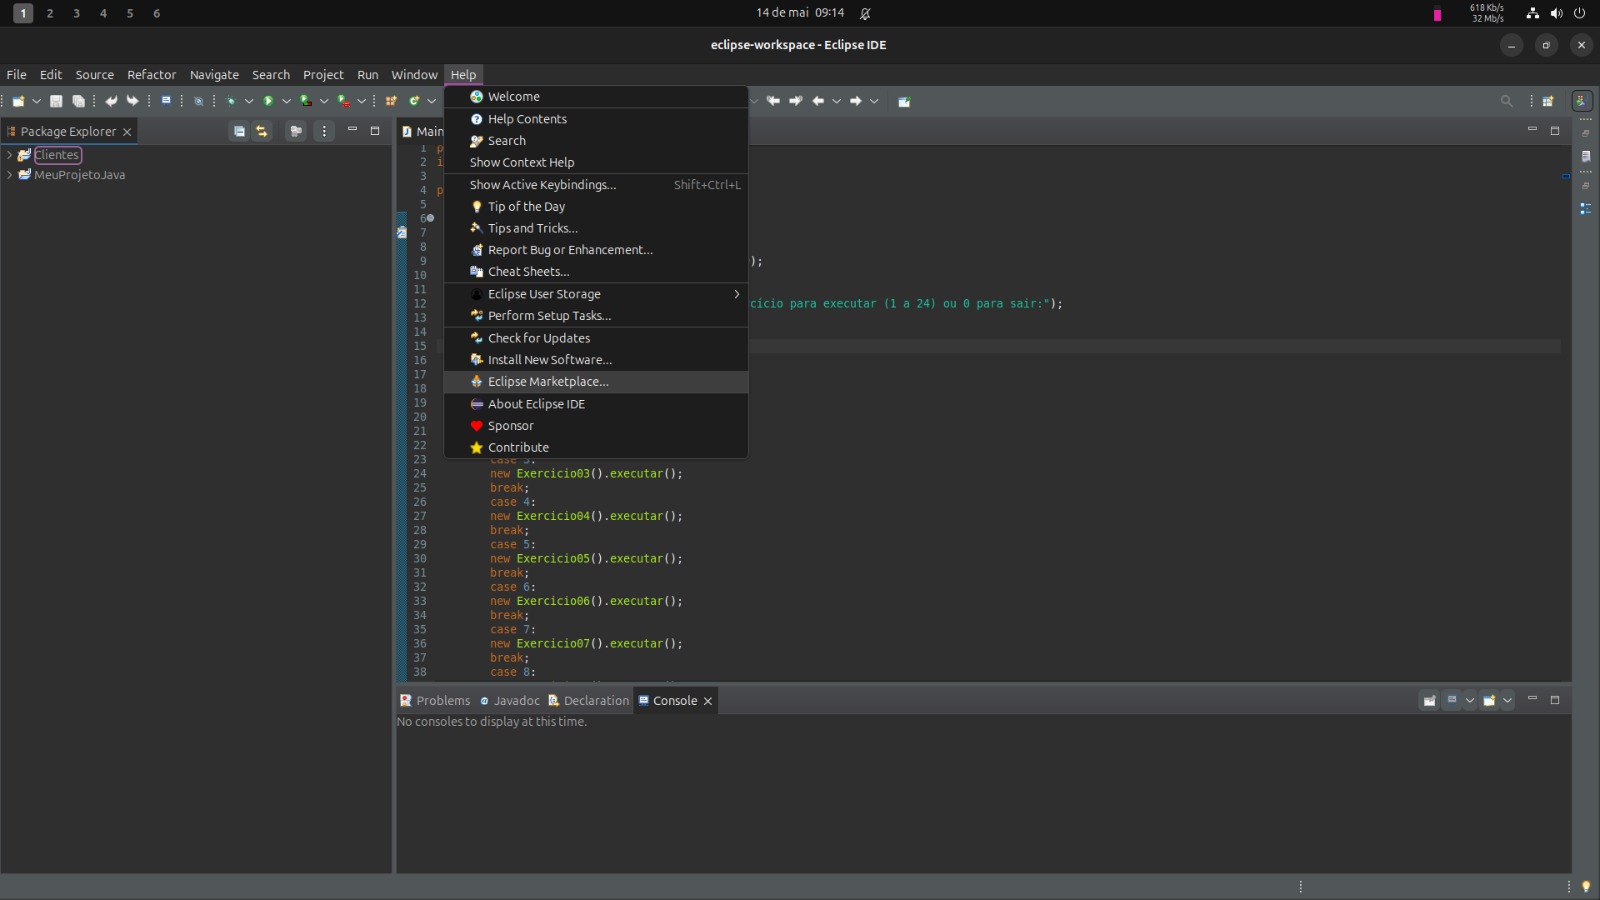 1 2 3 4 5 6
14 de mai 09:14
618 Kb/s
32 Mb/s
eclipse-workspace - Eclipse IDE
File Edit Source Refactor Navigate Search Project Run Window Help
Package Explorer
Clientes
MeuProjetoJava
Welcome
Help Contents
Search
Show Context Help
Show Active Keybindings... Shift+Ctrl+L
Tip of the Day
Tips and Tricks...
Report Bug or Enhancement...
Cheat Sheets...
Eclipse User Storage
Perform Setup Tasks...
Check for Updates
Install New Software...
Eclipse Marketplace...
About Eclipse IDE
Sponsor
Contribute
Main
1 p
2 i
3
4 p
5
6
7
8
9 );
10
11
12 cício para executar (1 a 24) ou 0 para sair:");
13
14
15
16
17
18
19
20
21
22
23 case 3:
24 new Exercicio03().executar();
25 break;
26 case 4:
27 new Exercicio04().executar();
28 break;
29 case 5:
30 new Exercicio05().executar();
31 break;
32 case 6:
33 new Exercicio06().executar();
34 break;
35 case 7:
36 new Exercicio07().executar();
37 break;
38 case 8:
Problems Javadoc Declaration Console
No consoles to display at this time.